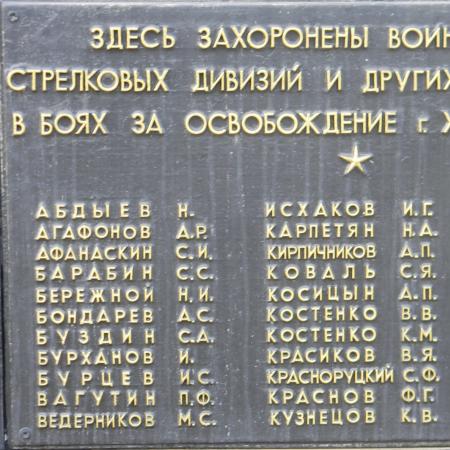 ЗДЕСЬ ЗАХОРОНЕНЫ ВОИН
СТРЕЛКОВЫХ ДИВИЗИЙ И ДРУГИХ
В БОЯХ ЗА ОСВОБОЖДЕНИЕ г. Х
АБДЫЕВ Н. ИСХАКОВ И.Г.
АГАФОНОВ А.Р. КАРПЕТЯН Н.А.
АФАНАСКИН С.И. КИРПИЧНИКОВ А.П.
БАРАБИН С.С. КОВАЛЬ С.Я.
БЕРЕЖНОЙ Н.И. КОСИЦЫН А.П.
БОНДАРЕВ А.С. КОСТЕНКО В.В.
БУЗДИН С.А. КОСТЕНКО К.М.
БУРХАНОВ И. КРАСИКОВ В.Я.
БУРЦЕВ И.С. КРАСНОРУЦКИЙ С.Ф.
ВАГУТИН П.Ф. КРАСНОВ Ф.Г.
ВЕДЕРНИКОВ М.С. КУЗНЕЦОВ К.В.